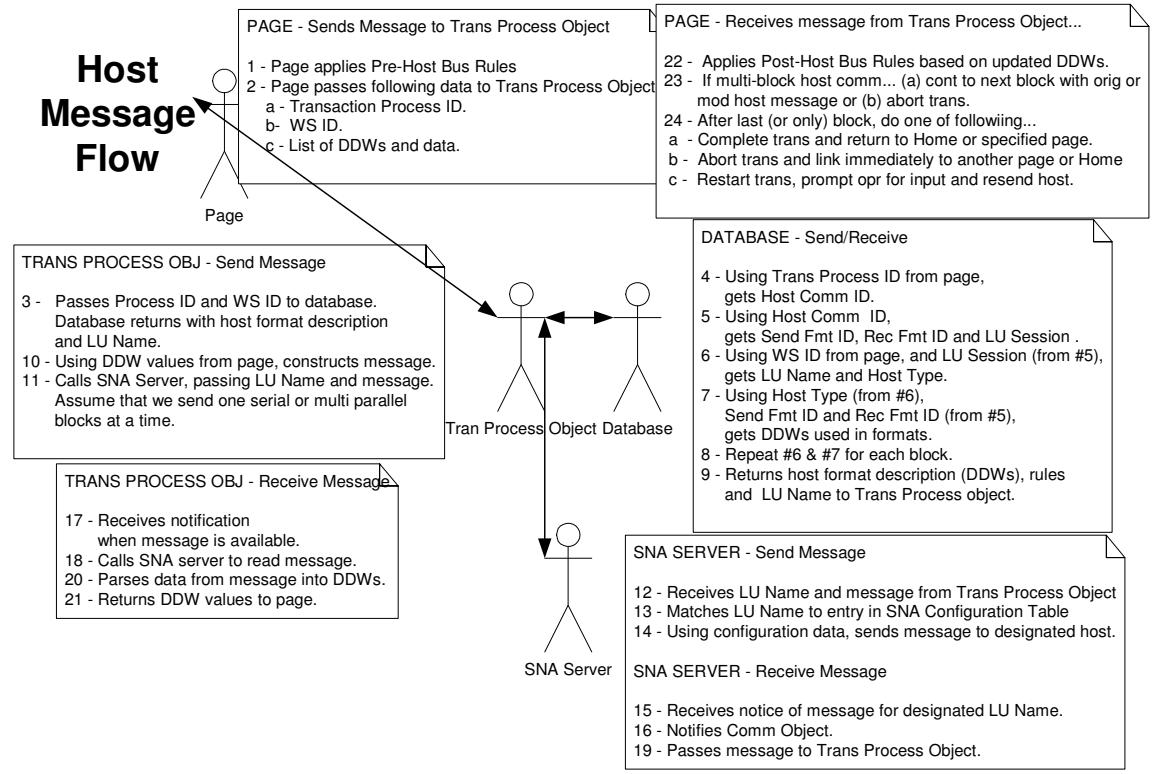 Host
Message
Flow
Page
PAGE - Sends Message to Trans Process Object
1 - Page applies Pre-Host Bus Rules
2 - Page passes following data to Trans Process Object
a - Transaction Process ID.
b- WS ID.
c - List of DDWs and data.
PAGE - Receives message from Trans Process Object...
22 - Applies Post-Host Bus Rules based on updated DDWs.
23 - If multi-block host comm... (a) cont to next block with orig or
mod host message or (b) abort trans.
24 - After last (or only) block, do one of followiing...
a - Complete trans and return to Home or specified page.
b - Abort trans and link immediately to another page or Home
c - Restart trans, prompt opr for input and resend host.
TRANS PROCESS OBJ - Send Message
3 - Passes Process ID and WS ID to database.
Database returns with host format description
and LU Name.
10 - Using DDW values from page, constructs message.
11 - Calls SNA Server, passing LU Name and message.
Assume that we send one serial or multi parallel
blocks at a time.
Tran Process Object
Database
DATABASE - Send/Receive
4 - Using Trans Process ID from page,
gets Host Comm ID.
5 - Using Host Comm ID,
gets Send Fmt ID, Rec Fmt ID and LU Session .
6 - Using WS ID from page, and LU Session (from #5),
gets LU Name and Host Type.
7 - Using Host Type (from #6),
Send Fmt ID and Rec Fmt ID (from #5),
gets DDWs used in formats.
8 - Repeat #6 & #7 for each block.
9 - Returns host format description (DDWs), rules
and LU Name to Trans Process object.
TRANS PROCESS OBJ - Receive Message
17 - Receives notification
when message is available.
18 - Calls SNA server to read message.
20 - Parses data from message into DDWs.
21 - Returns DDW values to page.
SNA Server
SNA SERVER - Send Message
12 - Receives LU Name and message from Trans Process Object
13 - Matches LU Name to entry in SNA Configuration Table
14 - Using configuration data, sends message to designated host.
SNA SERVER - Receive Message
15 - Receives notice of message for designated LU Name.
16 - Notifies Comm Object.
19 - Passes message to Trans Process Object.